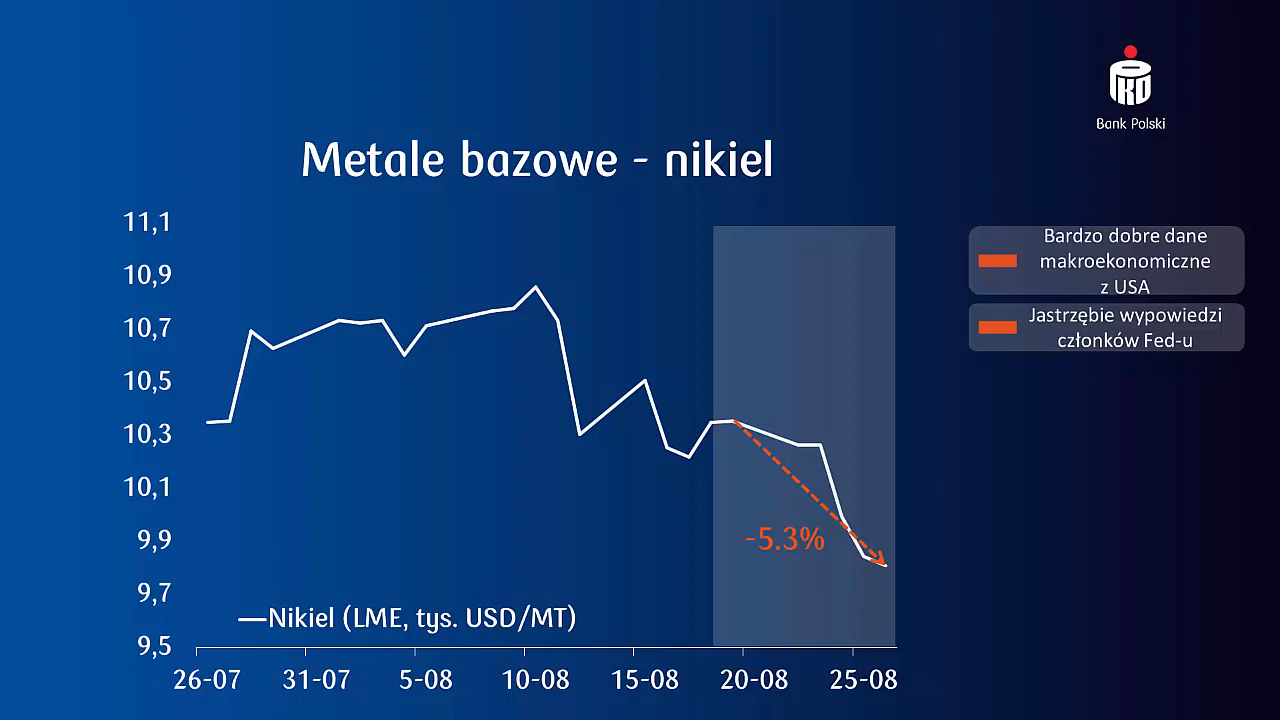 PKO
Bank Polski
Metale bazowe - nikiel
11,1
10,9
10,7
10,5
10,3
10,1
9,9
9,7
9,5
-5.3%
Nikiel (LME, tys. USD/MT)
26-07 31-07 5-08 10-08 15-08 20-08 25-08
Bardzo dobre dane
makroekonomiczne
z USA
Jastrzębie wypowiedzi
członków Fed-u